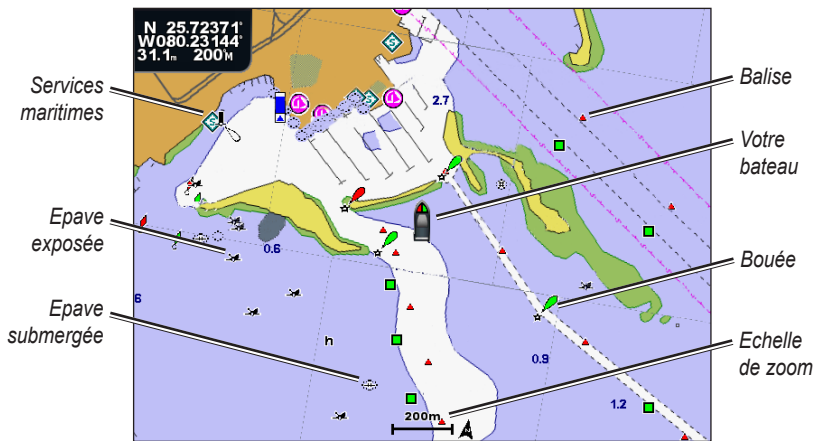 N 25.72371°
W080.23144°
31.1m 200°M
Services
maritimes
Epave
exposée
Epave
submergée
Balise
Votre
bateau
Bouée
Echelle
de zoom
2.7
0.6
6
h
0.9
1.2
200m
N
S
S
S